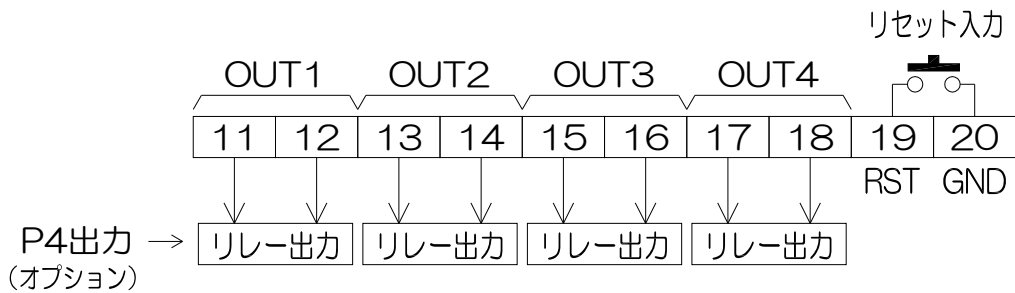 リセット入力
OUT1 OUT2 OUT3 OUT4
11 12 13 14 15 16 17 18 19 20
RST GND
P4出力 リレー出力 リレー出力 リレー出力 リレー出力
(オプション)